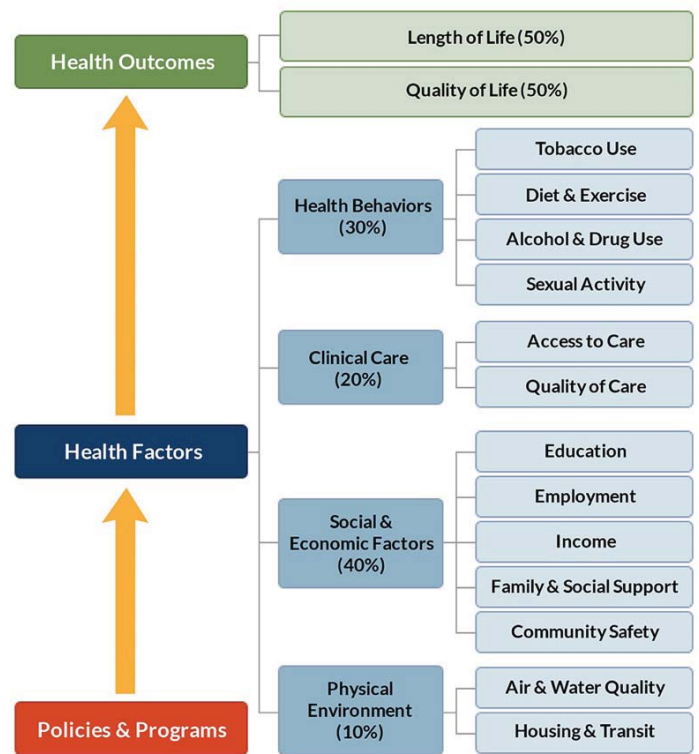 Health Outcomes
Length of Life (50%)
Quality of Life (50%)
Health Factors
Health Behaviors
(30%)
Tobacco Use
Diet & Exercise
Alcohol & Drug Use
Sexual Activity
Clinical Care
(20%)
Access to Care
Quality of Care
Social &
Economic Factors
(40%)
Education
Employment
Income
Family & Social Support
Community Safety
Physical
Environment
(10%)
Air & Water Quality
Housing & Transit
Policies & Programs